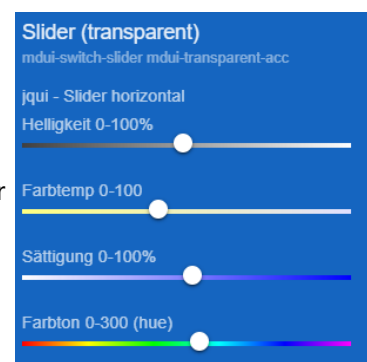 Slider (transparent)
mdui-switch-slider mdui-transparent-acc
jqui - Slider horizontal
Helligkeit 0-100%
r
Farbtemp 0-100
Sättigung 0-100%
Farbton 0-300 (hue)